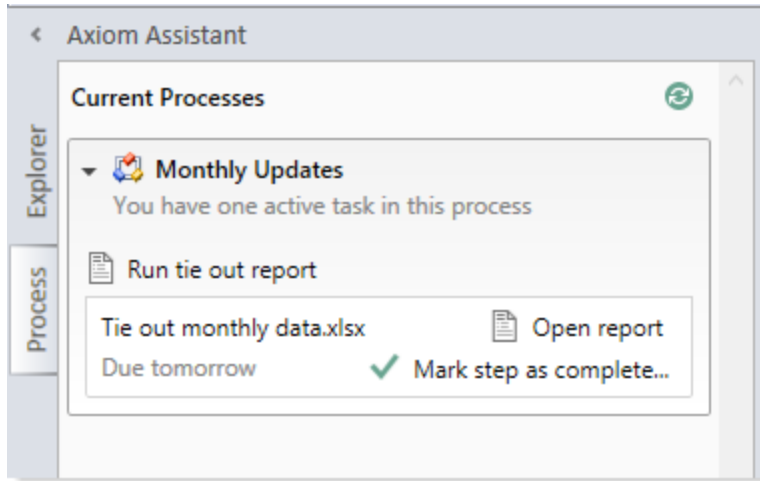 Axiom Assistant
Current Processes
Explorer
Process
Monthly Updates
You have one active task in this process
Run tie out report
Tie out monthly data.xlsx
Open report
Due tomorrow
Mark step as complete...